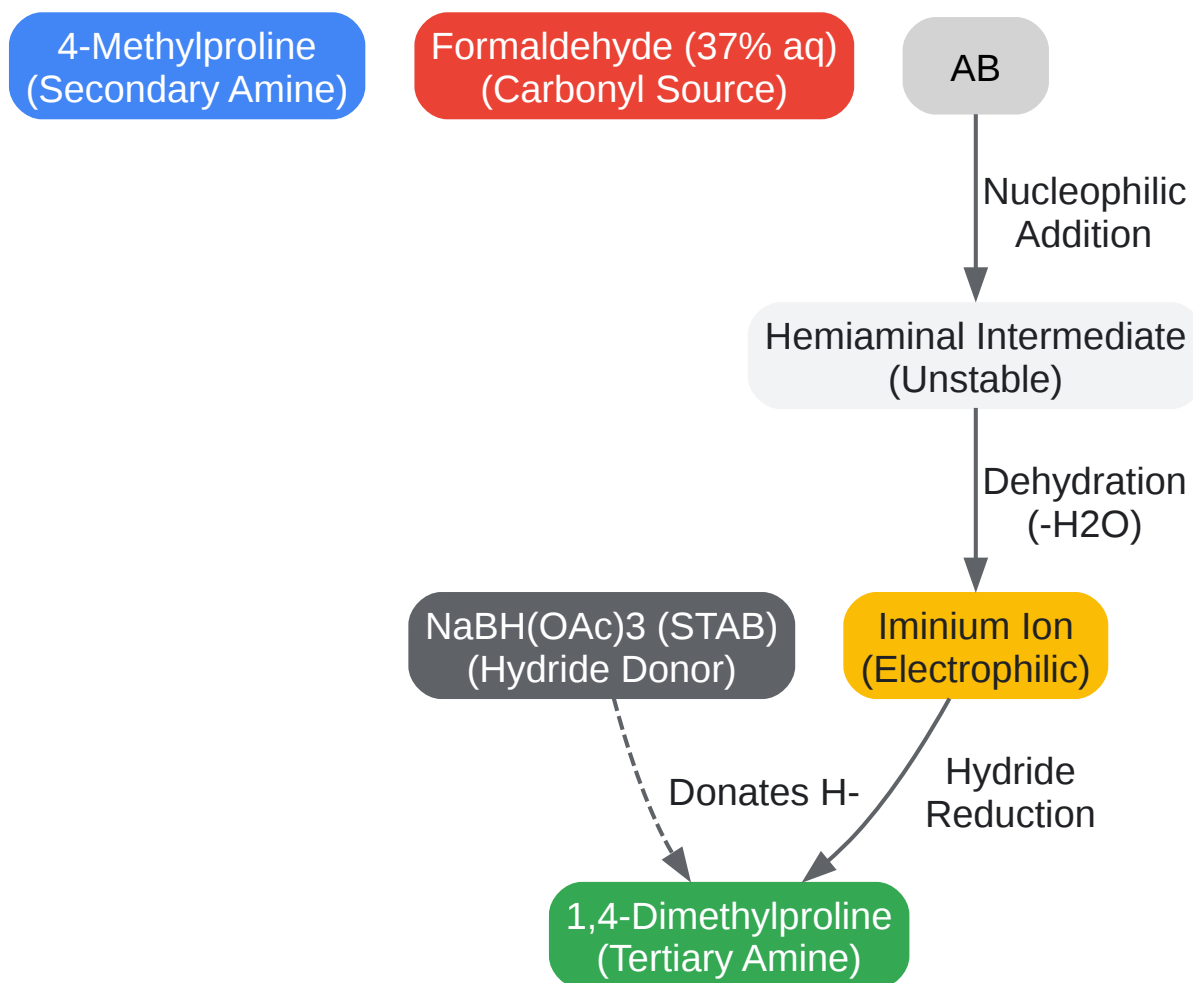 4-Methylproline
(Secondary Amine)
Formaldehyde (37% aq)
(Carbonyl Source)
AB
Nucleophilic
Addition
Hemiaminal Intermediate
(Unstable)
Dehydration
(-H2O)
NaBH(OAc)3 (STAB)
(Hydride Donor)
Iminium Ion
(Electrophilic)
Donates H-
Hydride
Reduction
1,4-Dimethylproline
(Tertiary Amine)